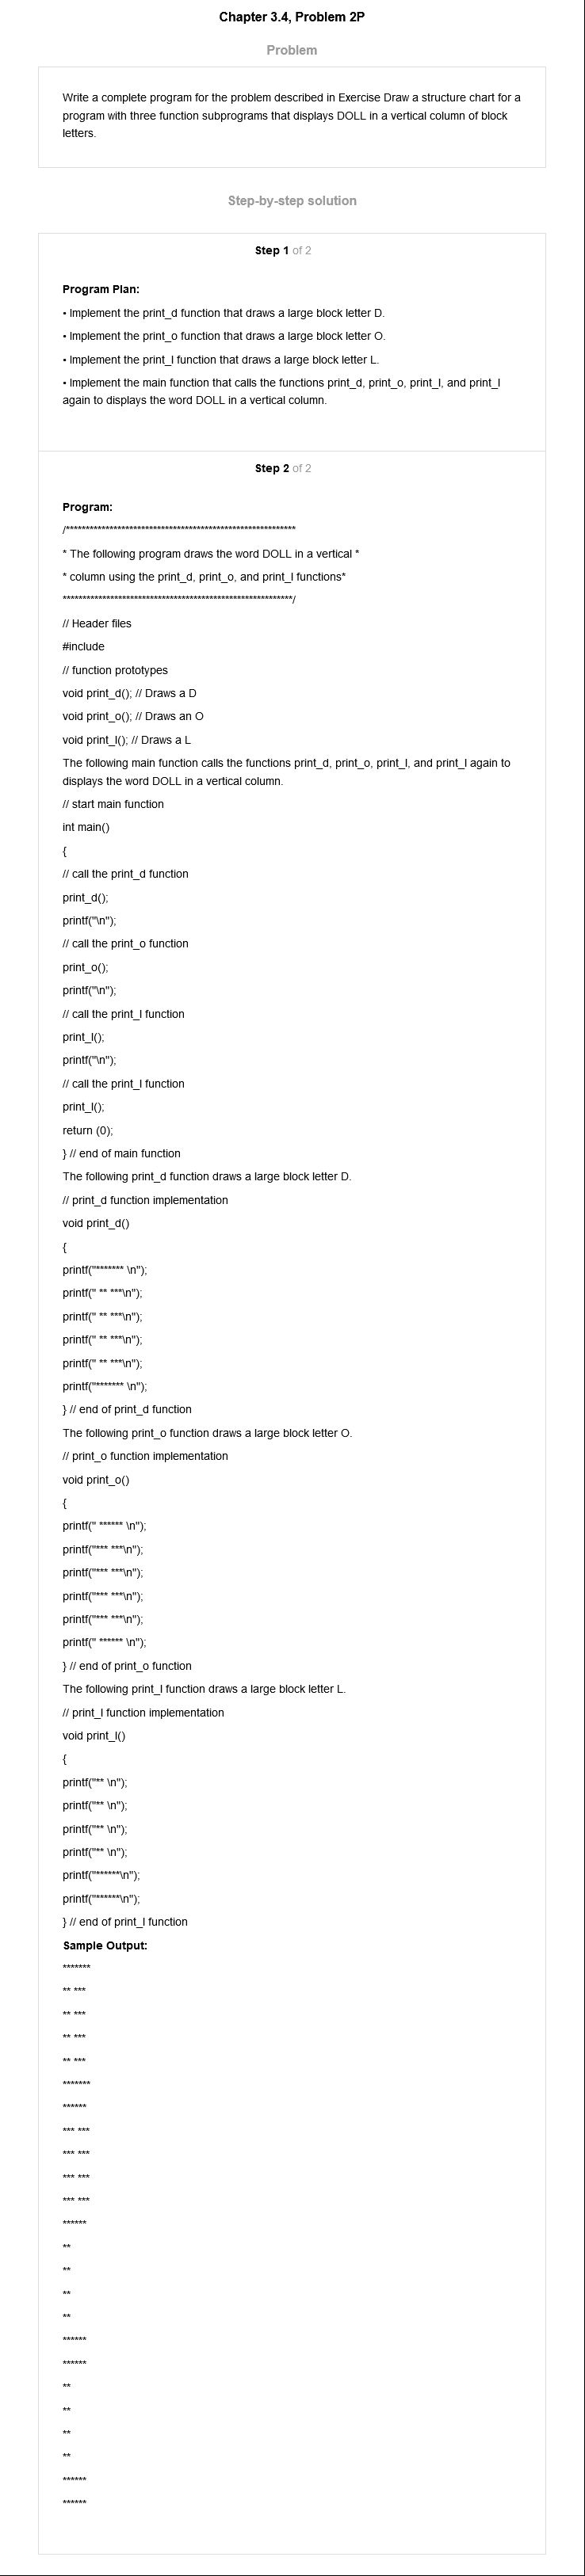 Chapter 3.4, Problem 2P
Problem
Write a complete program for the problem described in Exercise Draw a structure chart for a
program with three function subprograms that displays DOLL in a vertical column of block
letters.
Step-by-step solution
Step 1 of 2
Program Plan:
• Implement the print_d function that draws a large block letter D.
• Implement the print_o function that draws a large block letter O.
• Implement the print_l function that draws a large block letter L.
• Implement the main function that calls the functions print_d, print_o, print_l, and print_l
again to displays the word DOLL in a vertical column.
Step 2 of 2
Program:
/**********************************************************
* The following program draws the word DOLL in a vertical *
* column using the print_d, print_o, and print_l functions*
**********************************************************/
// Header files
#include
// function prototypes
void print_d(); // Draws a D
void print_o(); // Draws an O
void print_l(); // Draws a L
The following main function calls the functions print_d, print_o, print_l, and print_l again to
displays the word DOLL in a vertical column.
// start main function
int main()
{
// call the print_d function
print_d();
printf("\n");
// call the print_o function
print_o();
printf("\n");
// call the print_l function
print_l();
printf("\n");
// call the print_l function
print_l();
return (0);
} // end of main function
The following print_d function draws a large block letter D.
// print_d function implementation
void print_d()
{
printf("******* \n");
printf(" ** ***\n");
printf(" ** ***\n");
printf(" ** ***\n");
printf(" ** ***\n");
printf("******* \n");
} // end of print_d function
The following print_o function draws a large block letter O.
// print_o function implementation
void print_o()
{
printf(" ****** \n");
printf("*** ***\n");
printf("*** ***\n");
printf("*** ***\n");
printf("*** ***\n");
printf(" ****** \n");
} // end of print_o function
The following print_l function draws a large block letter L.
// print_l function implementation
void print_l()
{
printf("** \n");
printf("** \n");
printf("** \n");
printf("** \n");
printf("******\n");
printf("******\n");
} // end of print_l function
Sample Output:
*******
** ***
** ***
** ***
** ***
*******
******
*** ***
*** ***
*** ***
*** ***
******
**
**
**
**
******
******
**
**
**
**
******
******